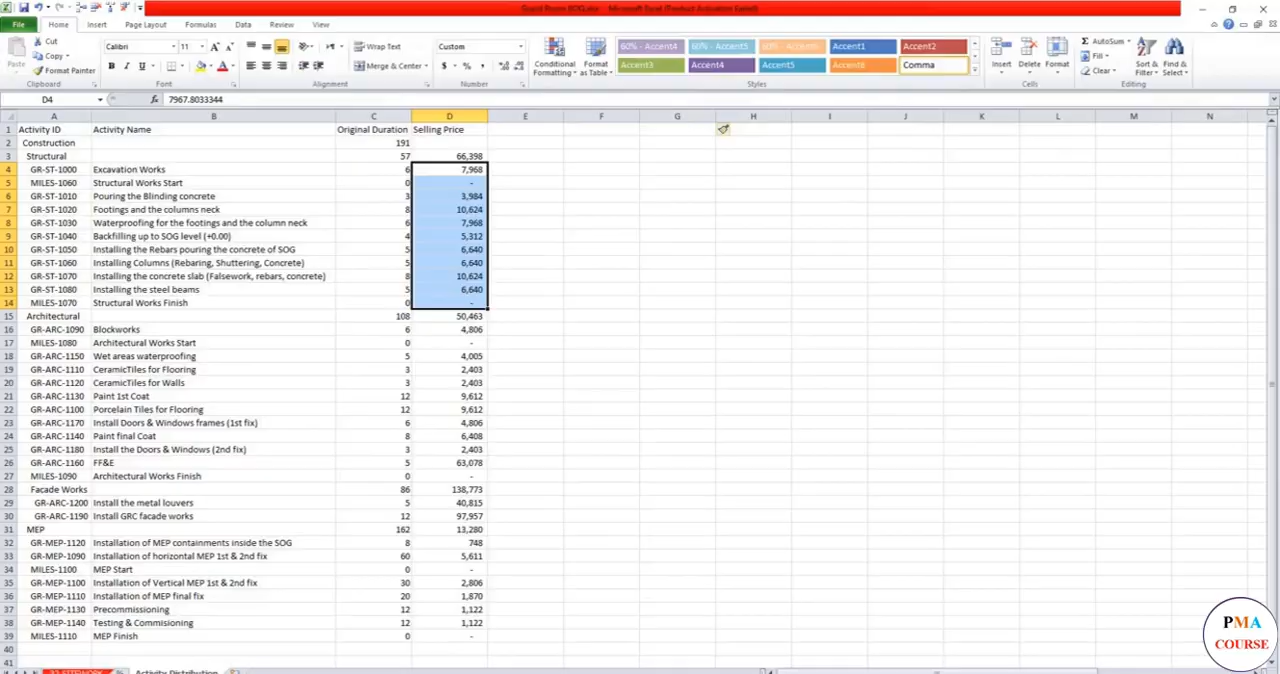 Guard Room BOQ.xlsx - Microsoft Excel (Product Activation Failed)
File Home Insert Page Layout Formulas Data Review View
Cut
Copy
Format Painter
Paste
Clipboard
Calibri 11
B I U
Font
Wrap Text
Merge & Center
Alignment
Custom
$ % ,
Number
Conditional Formatting
Format as Table
60% - Accent4 60% - Accent5 60% - Accent6 Accent1 Accent2
Accent3 Accent4 Accent5 Accent6 Comma
Styles
Insert Delete Format
Cells
AutoSum
Fill
Clear
Sort & Filter
Find & Select
Editing
D4 fx 7967.8033344
A B C D E F G H I J K L M N
1 Activity ID Activity Name Original Duration Selling Price
2 Construction 191
3 Structural 57 66,398
4 GR-ST-1000 Excavation Works 6 7,968
5 MILES-1060 Structural Works Start 0 -
6 GR-ST-1010 Pouring the Blinding concrete 3 3,984
7 GR-ST-1020 Footings and the columns neck 8 10,624
8 GR-ST-1030 Waterproofing for the footings and the column neck 6 7,968
9 GR-ST-1040 Backfilling up to SOG level (+0.00) 4 5,312
10 GR-ST-1050 Installing the Rebars pouring the concrete of SOG 5 6,640
11 GR-ST-1060 Installing Columns (Rebaring, Shuttering, Concrete) 5 6,640
12 GR-ST-1070 Installing the concrete slab (Falsework, rebars, concrete) 8 10,624
13 GR-ST-1080 Installing the steel beams 5 6,640
14 MILES-1070 Structural Works Finish 0 -
15 Architectural 108 50,463
16 GR-ARC-1090 Blockworks 6 4,806
17 MILES-1080 Architectural Works Start 0 -
18 GR-ARC-1150 Wet areas waterproofing 5 4,005
19 GR-ARC-1110 CeramicTiles for Flooring 3 2,403
20 GR-ARC-1120 CeramicTiles for Walls 3 2,403
21 GR-ARC-1130 Paint 1st Coat 12 9,612
22 GR-ARC-1100 Porcelain Tiles for Flooring 12 9,612
23 GR-ARC-1170 Install Doors & Windows frames (1st fix) 6 4,806
24 GR-ARC-1140 Paint final Coat 8 6,408
25 GR-ARC-1180 Install the Doors & Windows (2nd fix) 3 2,403
26 GR-ARC-1160 FF&E 5 63,078
27 MILES-1090 Architectural Works Finish 0 -
28 Facade Works 86 138,773
29 GR-ARC-1200 Install the metal louvers 5 40,815
30 GR-ARC-1190 Install GRC facade works 12 97,957
31 MEP 162 13,280
32 GR-MEP-1120 Installation of MEP containments inside the SOG 8 748
33 GR-MEP-1090 Installation of horizontal MEP 1st & 2nd fix 60 5,611
34 MILES-1100 MEP Start 0 -
35 GR-MEP-1100 Installation of Vertical MEP 1st & 2nd fix 30 2,806
36 GR-MEP-1110 Installation of MEP final fix 20 1,870
37 GR-MEP-1130 Precommissioning 12 1,122
38 GR-MEP-1140 Testing & Commisioning 12 1,122
39 MILES-1110 MEP Finish 0 -
40
41
Activity Distribution
PMA
COURSE